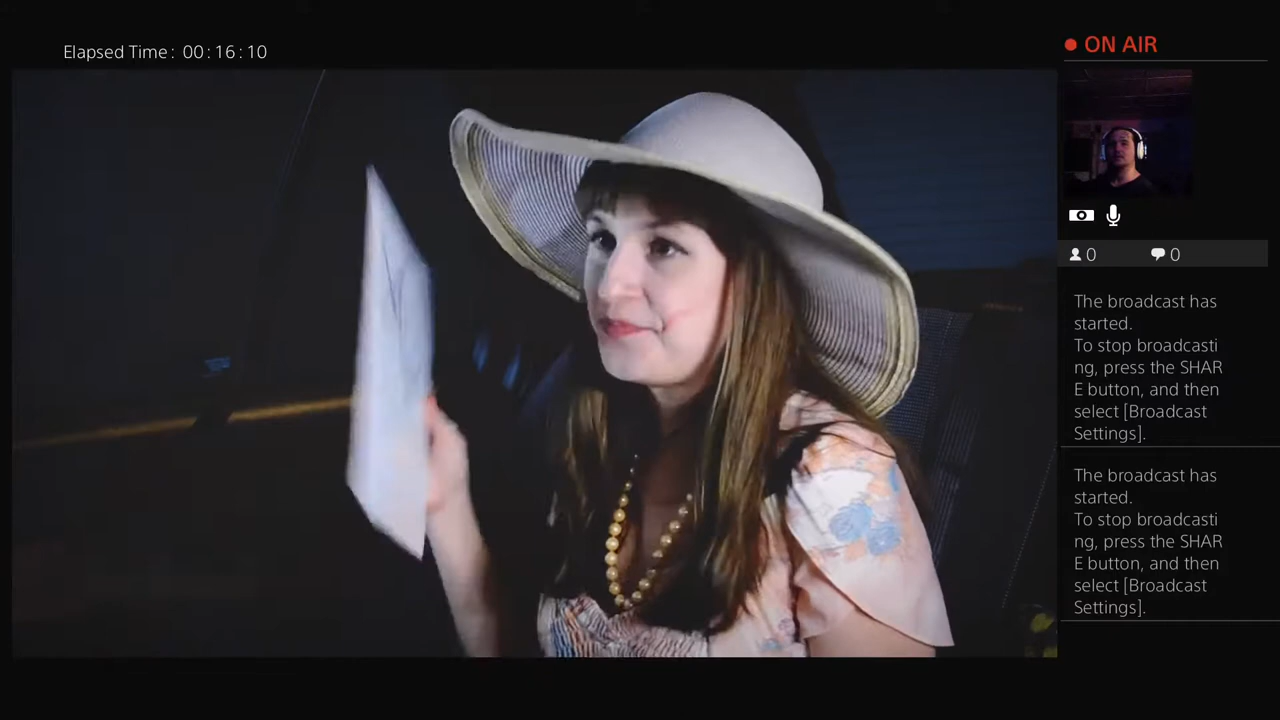 Elapsed Time: 00:16:10
ON AIR
0 0
The broadcast has
started.
To stop broadcasti
ng, press the SHAR
E button, and then
select [Broadcast
Settings].
The broadcast has
started.
To stop broadcasti
ng, press the SHAR
E button, and then
select [Broadcast
Settings].